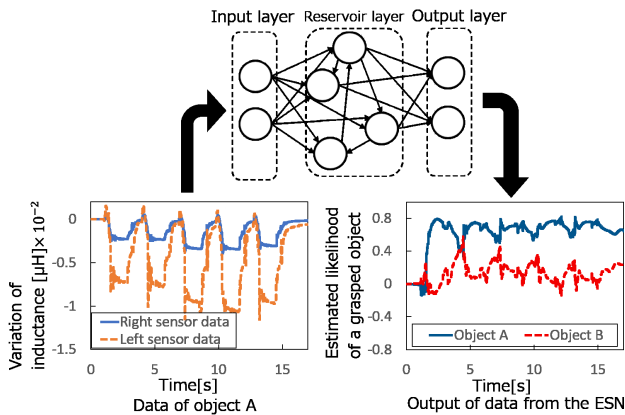 Input layer
Reservoir layer
Output layer
Variation of
inductance [μH]× 10⁻²
0
-0.5
-1
-1.5
Right sensor data
Left sensor data
0
5
10
15
Time[s]
Data of object A
Estimated likelihood
of a grasped object
0.8
0.4
0
-0.4
-0.8
Object A
Object B
0
5
10
15
Time[s]
Output of data from the ESN